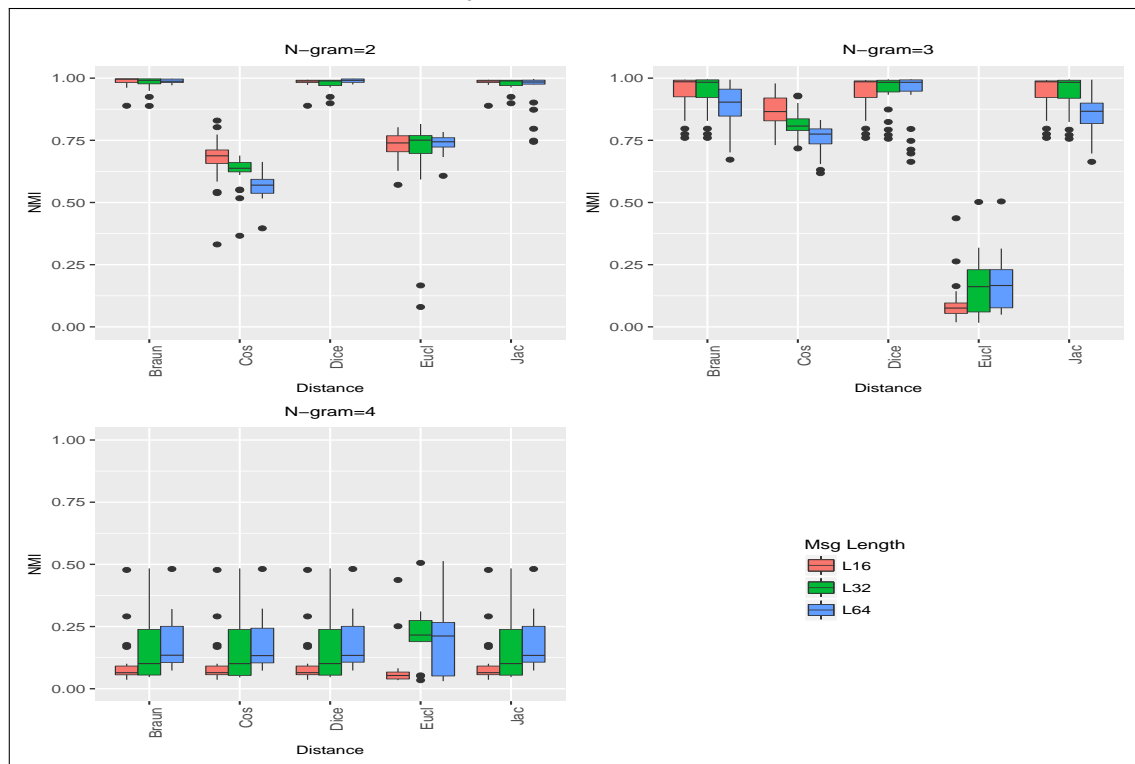 N-gram=2
1.00
0.75
0.50
0.25
0.00
NMI
Braun
Cos
Dice
Eucl
Jac
Distance
N-gram=3
1.00
0.75
0.50
0.25
0.00
NMI
Braun
Cos
Dice
Eucl
Jac
Distance
N-gram=4
1.00
0.75
0.50
0.25
0.00
NMI
Braun
Cos
Dice
Eucl
Jac
Distance
Msg Length
L16
L32
L64